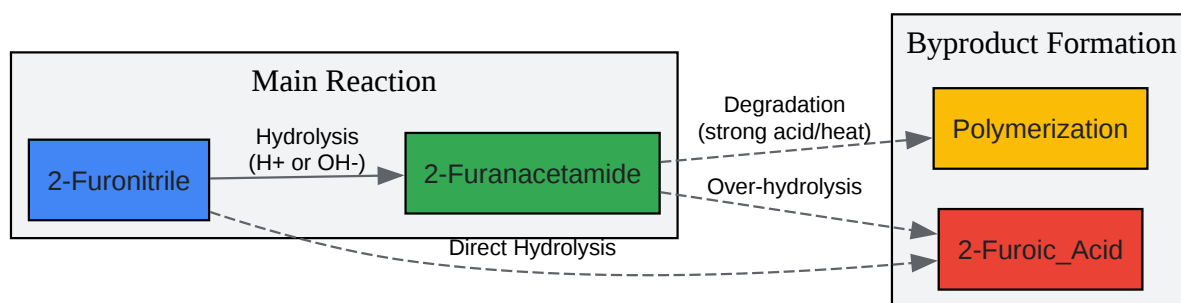 Byproduct Formation
Main Reaction
Degradation
(strong acid/heat)
Polymerization
Hydrolysis
(H+ or OH-)
2-Furonitrile
2-Furanacetamide
Over-hydrolysis
Direct Hydrolysis
2-Furoic_Acid